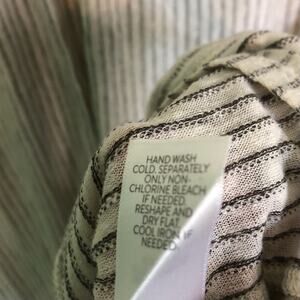 HAND WASH
COLD. SEPARATELY
ONLY NON-
CHLORINE BLEACH
IF NEEDED.
RESHAPE AND
DRY FLAT
COOL IRON, IF
NEEDED.